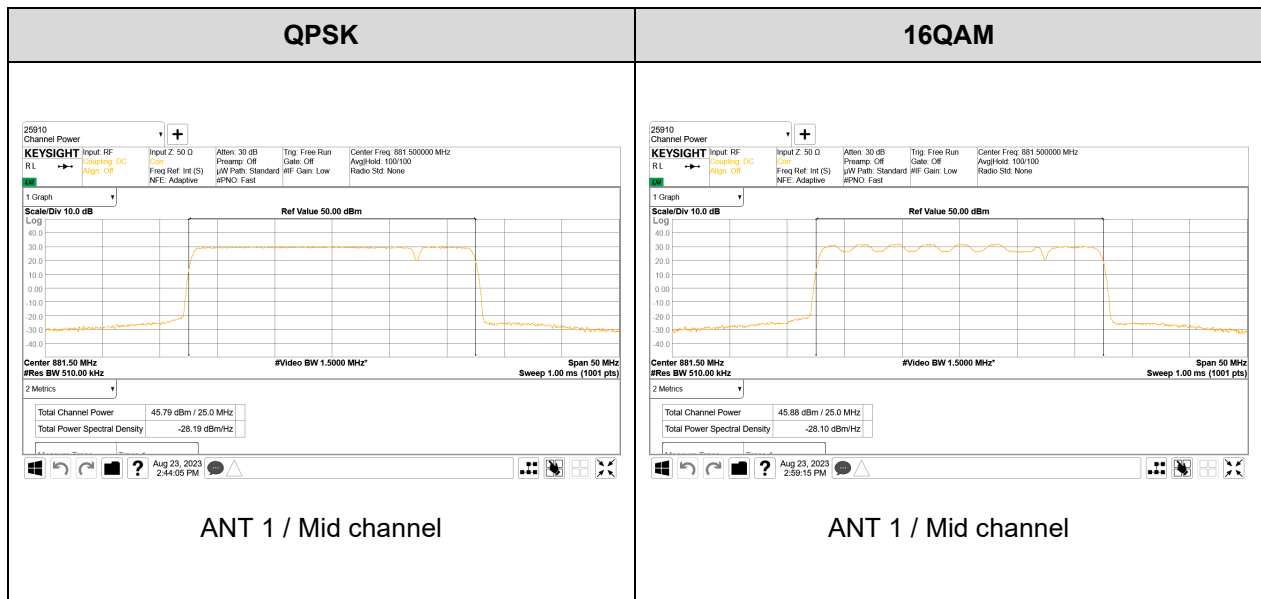 QPSK
16QAM
25910
Channel Power
KEYSIGHT
R L
LXI
Input: RF
Coupling: DC
Align: Off
Input Z: 50 Ω
Corr
Freq Ref: Int (S)
NFE: Adaptive
Atten: 30 dB
Preamp: Off
µW Path: Standard
#PNO: Fast
Trig: Free Run
Gate: Off
#IF Gain: Low
Center Freq: 881.500000 MHz
Avg|Hold: 100/100
Radio Std: None
1 Graph
Scale/Div 10.0 dB
Ref Value 50.00 dBm
Log
40.0
30.0
20.0
10.0
0.00
-10.0
-20.0
-30.0
-40.0
Center 881.50 MHz
#Video BW 1.5000 MHz*
Span 50 MHz
#Res BW 510.00 kHz
Sweep 1.00 ms (1001 pts)
2 Metrics
Total Channel Power 45.79 dBm / 25.0 MHz
Total Power Spectral Density -28.19 dBm/Hz
?
Aug 23, 2023
2:44:05 PM
ANT 1 / Mid channel
25910
Channel Power
KEYSIGHT
R L
LXI
Input: RF
Coupling: DC
Align: Off
Input Z: 50 Ω
Corr
Freq Ref: Int (S)
NFE: Adaptive
Atten: 30 dB
Preamp: Off
µW Path: Standard
#PNO: Fast
Trig: Free Run
Gate: Off
#IF Gain: Low
Center Freq: 881.500000 MHz
Avg|Hold: 100/100
Radio Std: None
1 Graph
Scale/Div 10.0 dB
Ref Value 50.00 dBm
Log
40.0
30.0
20.0
10.0
0.00
-10.0
-20.0
-30.0
-40.0
Center 881.50 MHz
#Video BW 1.5000 MHz*
Span 50 MHz
#Res BW 510.00 kHz
Sweep 1.00 ms (1001 pts)
2 Metrics
Total Channel Power 45.88 dBm / 25.0 MHz
Total Power Spectral Density -28.10 dBm/Hz
?
Aug 23, 2023
2:59:15 PM
ANT 1 / Mid channel